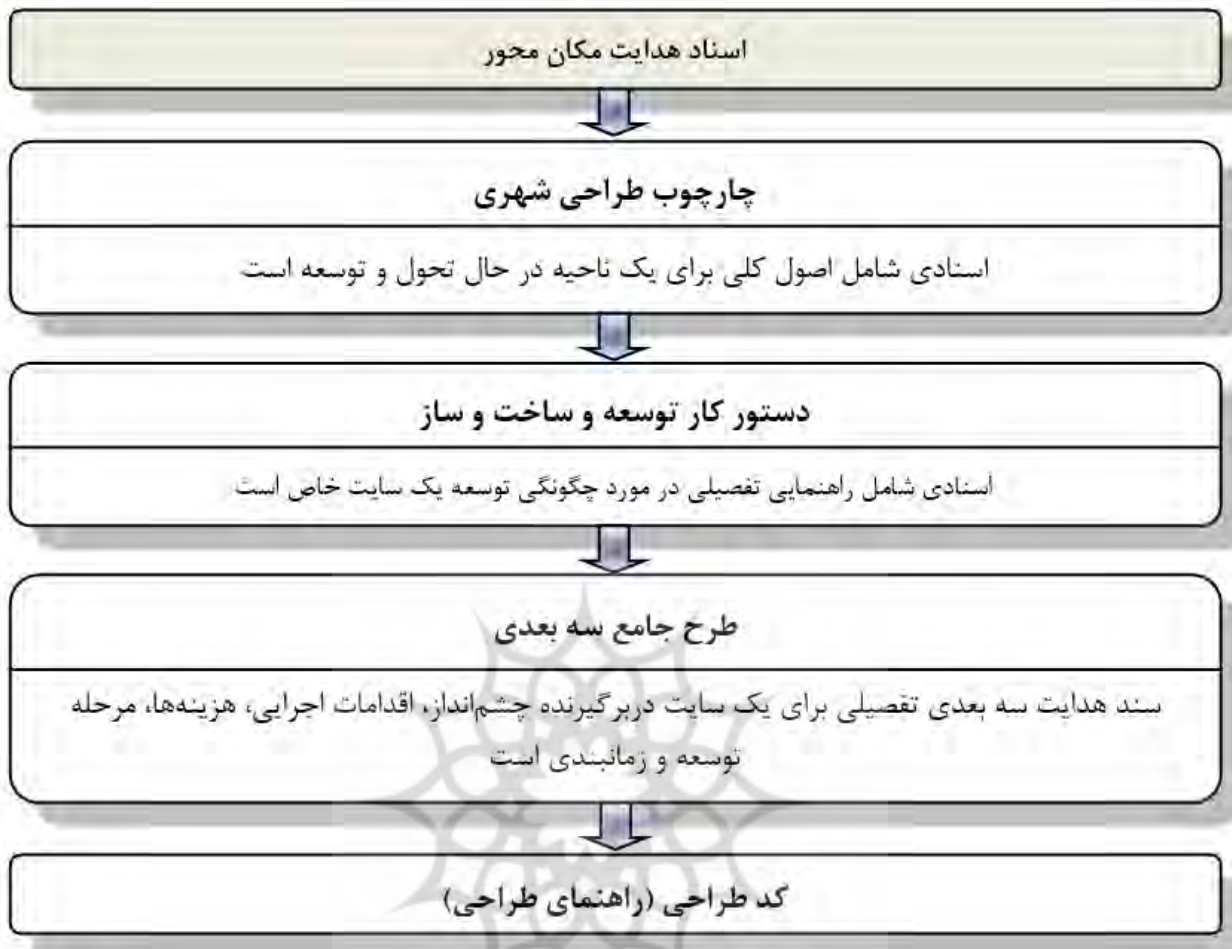 اسناد هدایت مکان محور
چارچوب طراحی شهری
اسنادی شامل اصول کلی برای یک ناحیه در حال تحول و توسعه است
دستور کار توسعه و ساخت و ساز
اسنادی شامل راهنمایی تفصیلی در مورد چگونگی توسعه یک سایت خاص است
طرح جامع سه بعدی
سند هدایت سه بعدی تفصیلی برای یک سایت دربرگیرنده چشم‌انداز، اقدامات اجرایی، هزینه‌ها، مرحله
توسعه و زمانبندی است
کد طراحی (راهنمای طراحی)